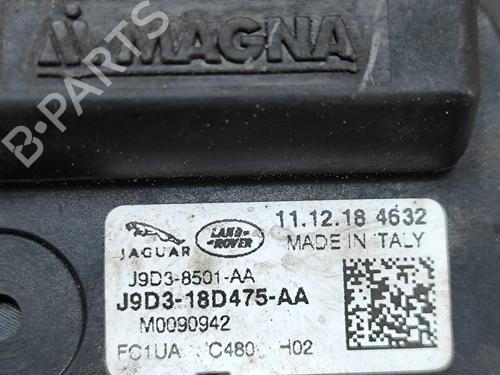 MAGNA
B-PARTS
JAGUAR
LAND-
ROVER
11.12.18 4632
MADE IN ITALY
J9D3-8501-AA
J9D3-18D475-AA
M0090942
FC1UA C480 H02